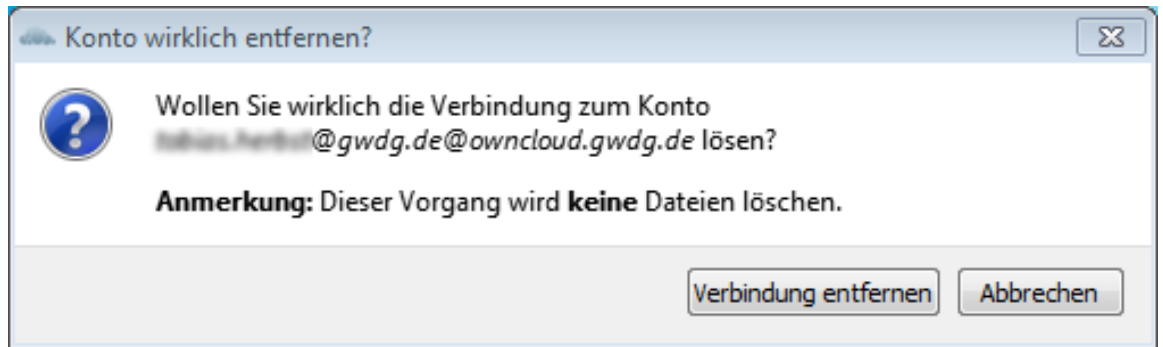 Konto wirklich entfernen?
Wollen Sie wirklich die Verbindung zum Konto
@gwdg.de@owncloud.gwdg.de lösen?
Anmerkung: Dieser Vorgang wird keine Dateien löschen.
Verbindung entfernen Abbrechen